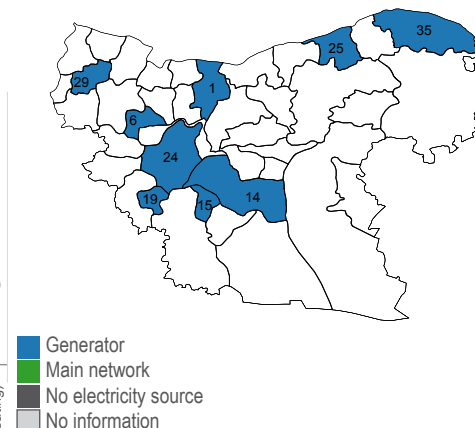 35
25
29
1
6
24
19
15
14
Generator
Main network
No electricity source
No information